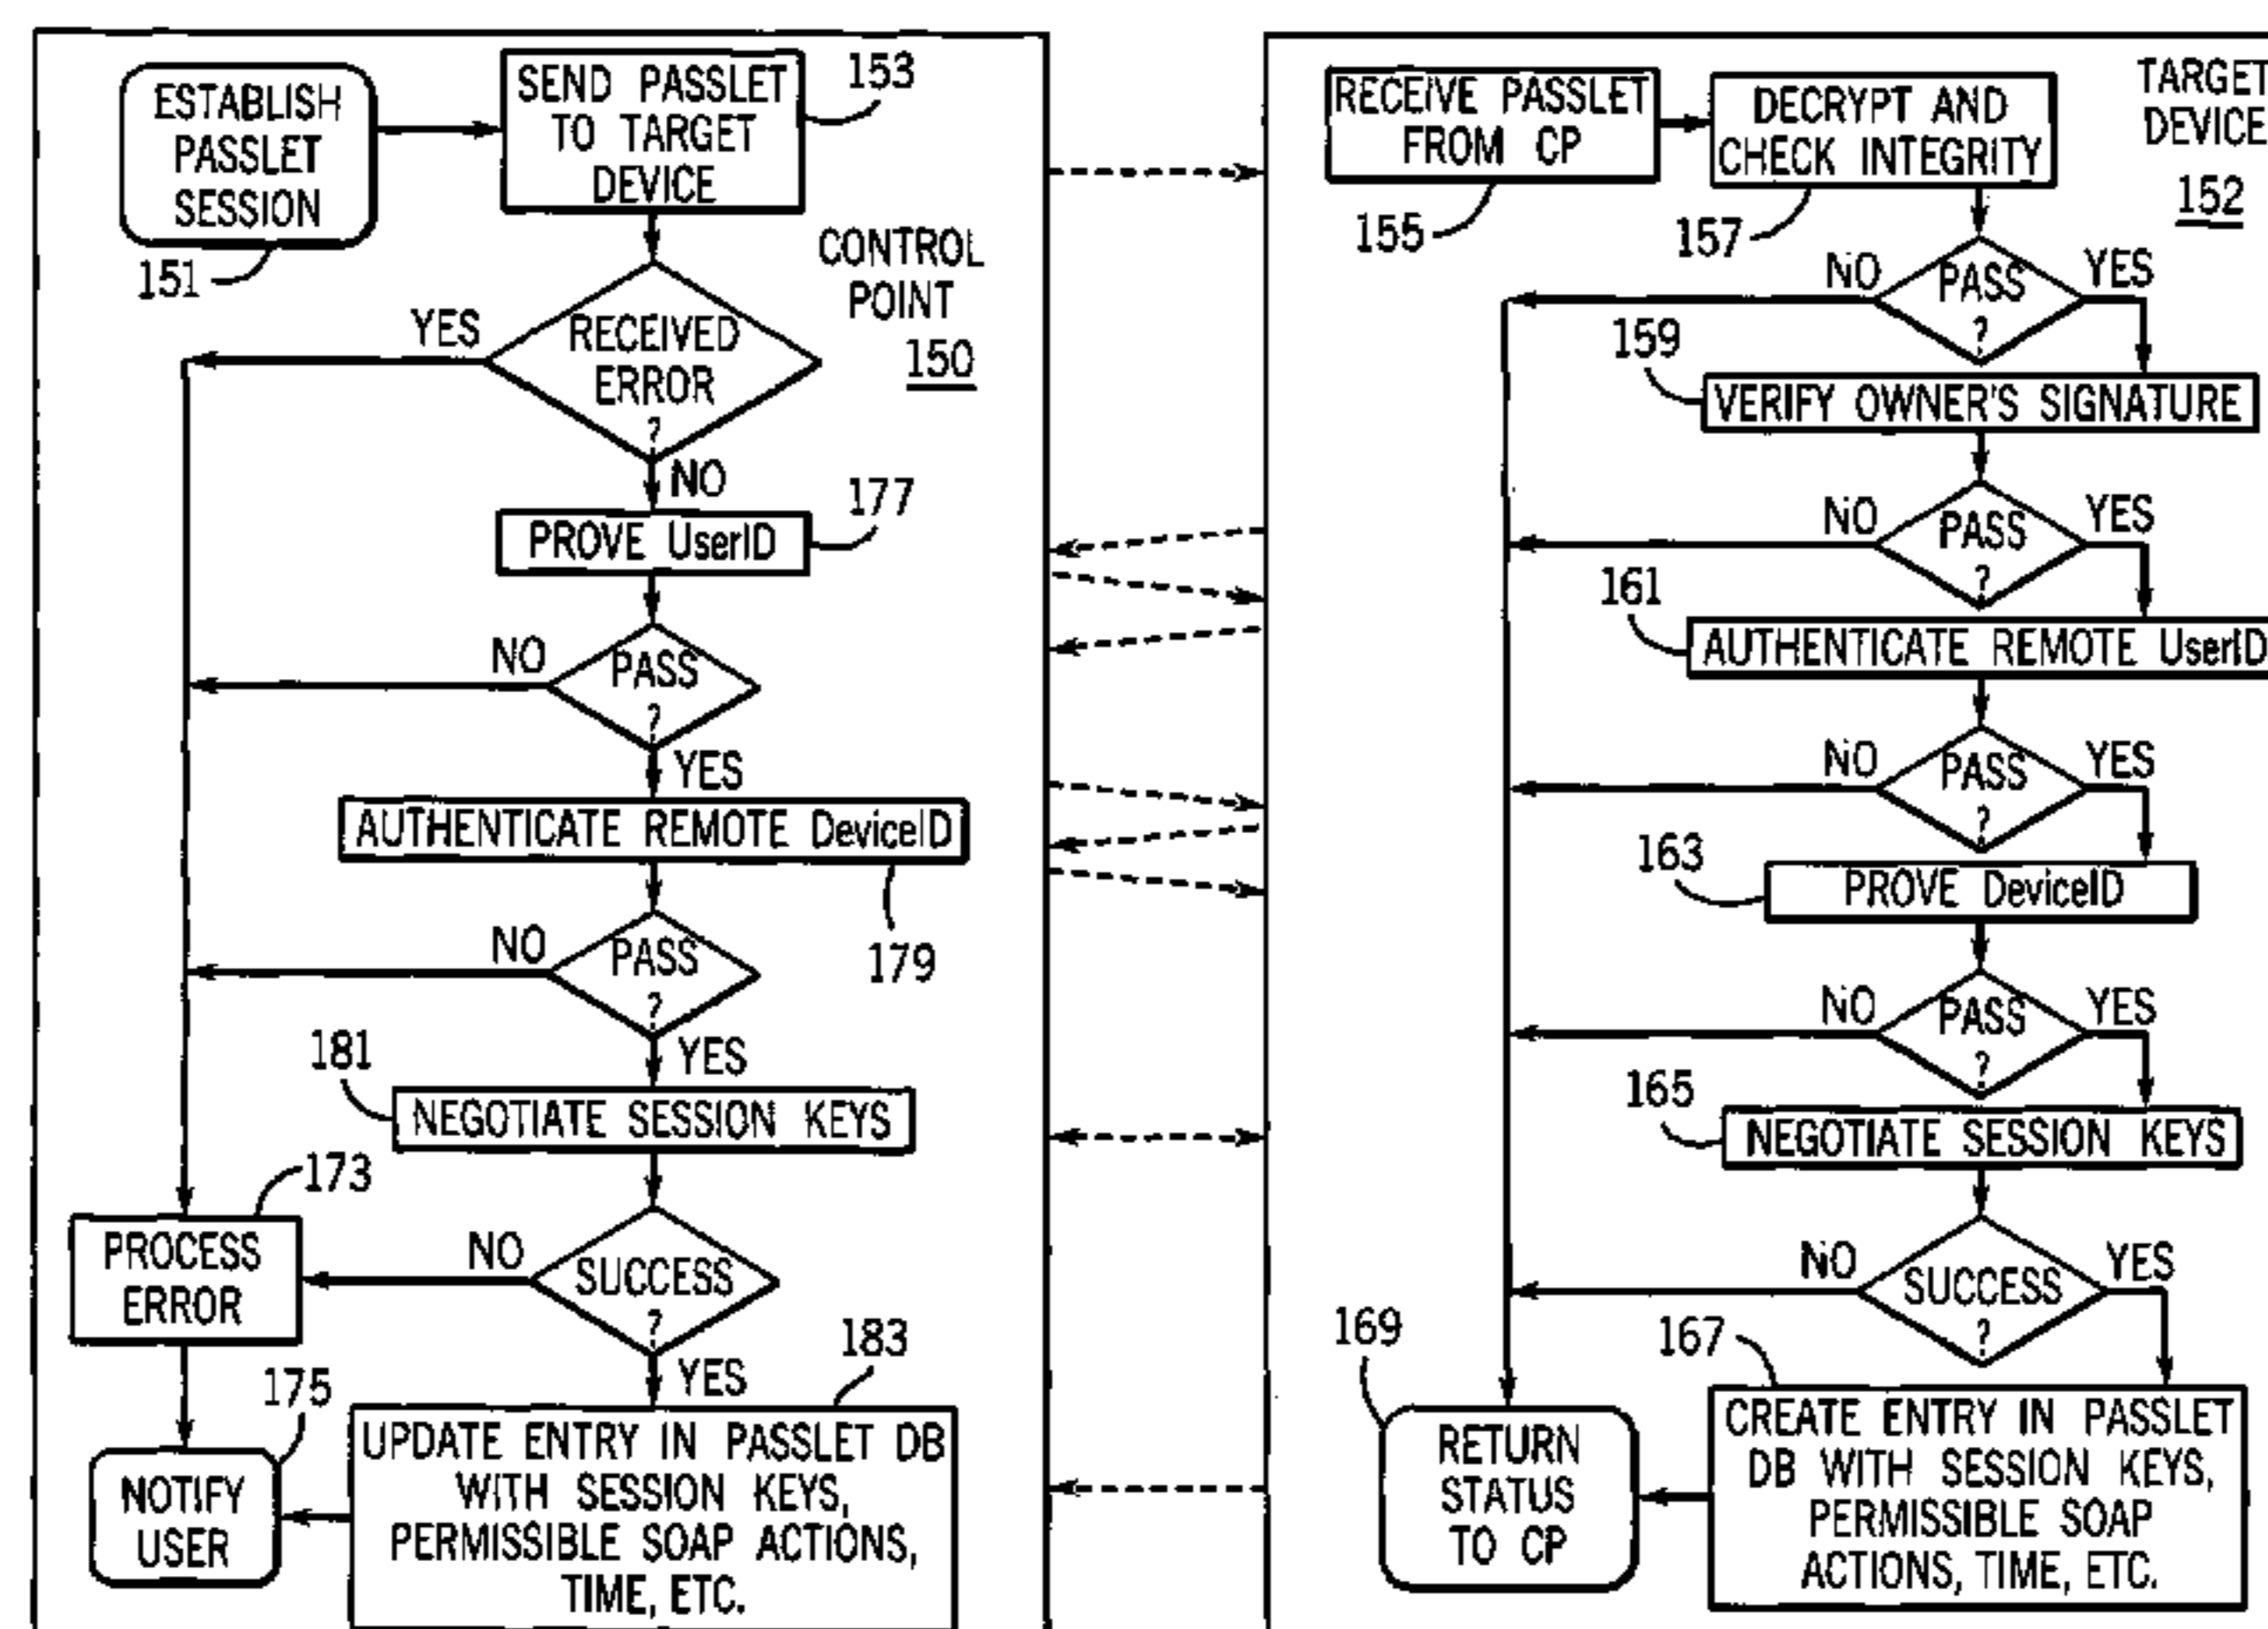 ESTABLISH
PASSLET
SESSION
151
SEND PASSLET
TO TARGET
DEVICE
153
CONTROL
POINT
150
YES
RECEIVED
ERROR
?
NO
177
PROVE UserID
NO
PASS
?
YES
AUTHENTICATE REMOTE DeviceID
179
NO
PASS
?
YES
181
NEGOTIATE SESSION KEYS
173
PROCESS
ERROR
NO
SUCCESS
?
YES
183
175
NOTIFY
USER
UPDATE ENTRY IN PASSLET DB
WITH SESSION KEYS,
PERMISSIBLE SOAP ACTIONS,
TIME, ETC.
RECEIVE PASSLET
FROM CP
155
DECRYPT AND
CHECK INTEGRITY
157
TARGET
DEVICE
152
NO
PASS
?
YES
159
VERIFY OWNER'S SIGNATURE
NO
PASS
?
YES
161
AUTHENTICATE REMOTE UserID
NO
PASS
?
YES
163
PROVE DeviceID
NO
PASS
?
YES
165
NEGOTIATE SESSION KEYS
NO
SUCCESS
?
YES
169
RETURN
STATUS
TO CP
167
CREATE ENTRY IN PASSLET
DB WITH SESSION KEYS,
PERMISSIBLE SOAP
ACTIONS, TIME, ETC.